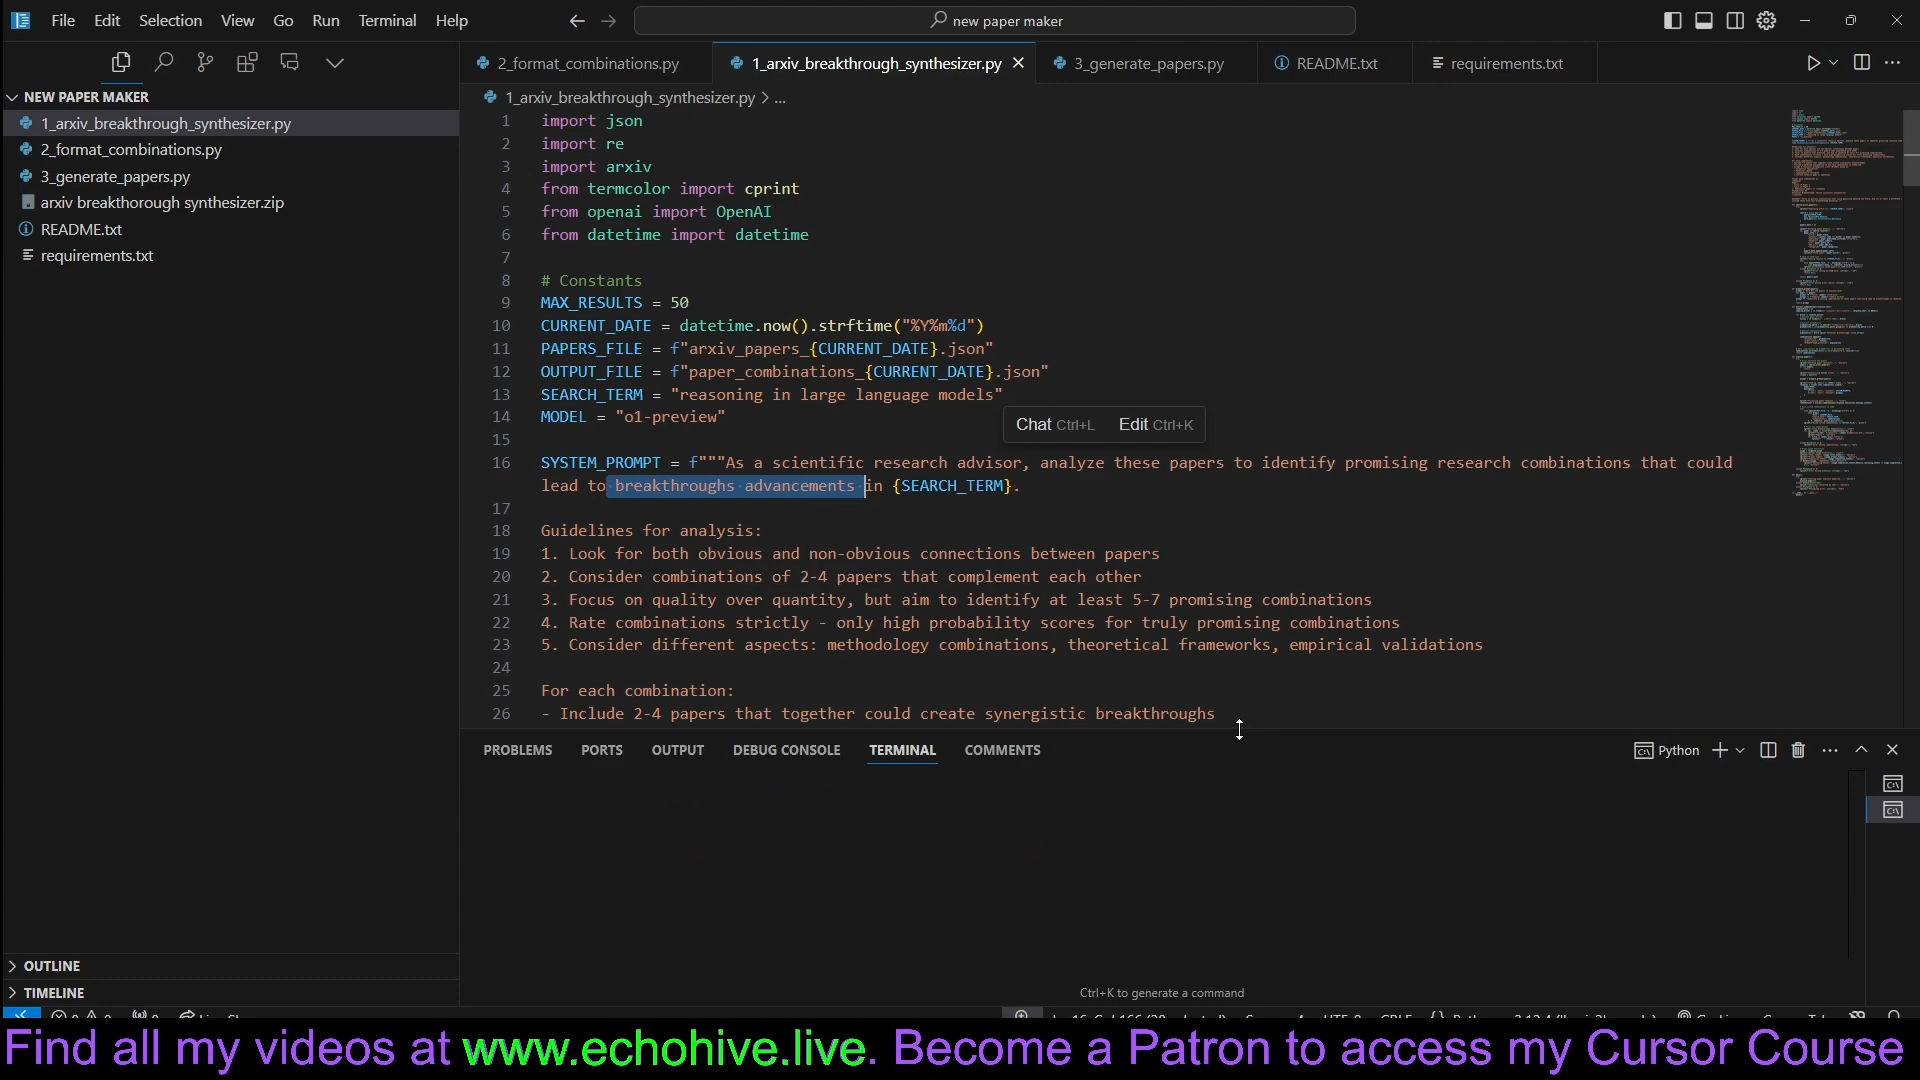 File Edit Selection View Go Run Terminal Help
new paper maker
2_format_combinations.py
1_arxiv_breakthrough_synthesizer.py
3_generate_papers.py
README.txt
requirements.txt
NEW PAPER MAKER
1_arxiv_breakthrough_synthesizer.py
2_format_combinations.py
3_generate_papers.py
arxiv breakthorough synthesizer.zip
README.txt
requirements.txt
OUTLINE
TIMELINE
1_arxiv_breakthrough_synthesizer.py > ...
1 import json
2 import re
3 import arxiv
4 from termcolor import cprint
5 from openai import OpenAI
6 from datetime import datetime
7
8 # Constants
9 MAX_RESULTS = 50
10 CURRENT_DATE = datetime.now().strftime("%Y%m%d")
11 PAPERS_FILE = f"arxiv_papers_{CURRENT_DATE}.json"
12 OUTPUT_FILE = f"paper_combinations_{CURRENT_DATE}.json"
13 SEARCH_TERM = "reasoning in large language models"
14 MODEL = "o1-preview"
Chat Ctrl+L Edit Ctrl+K
15
16 SYSTEM_PROMPT = f"""As a scientific research advisor, analyze these papers to identify promising research combinations that could
lead to breakthroughs advancements in {SEARCH_TERM}.
17
18 Guidelines for analysis:
19 1. Look for both obvious and non-obvious connections between papers
20 2. Consider combinations of 2-4 papers that complement each other
21 3. Focus on quality over quantity, but aim to identify at least 5-7 promising combinations
22 4. Rate combinations strictly - only high probability scores for truly promising combinations
23 5. Consider different aspects: methodology combinations, theoretical frameworks, empirical validations
24
25 For each combination:
26 - Include 2-4 papers that together could create synergistic breakthroughs
PROBLEMS PORTS OUTPUT DEBUG CONSOLE TERMINAL COMMENTS
Python
Ctrl+K to generate a command
Find all my videos at www.echohive.live. Become a Patron to access my Cursor Course